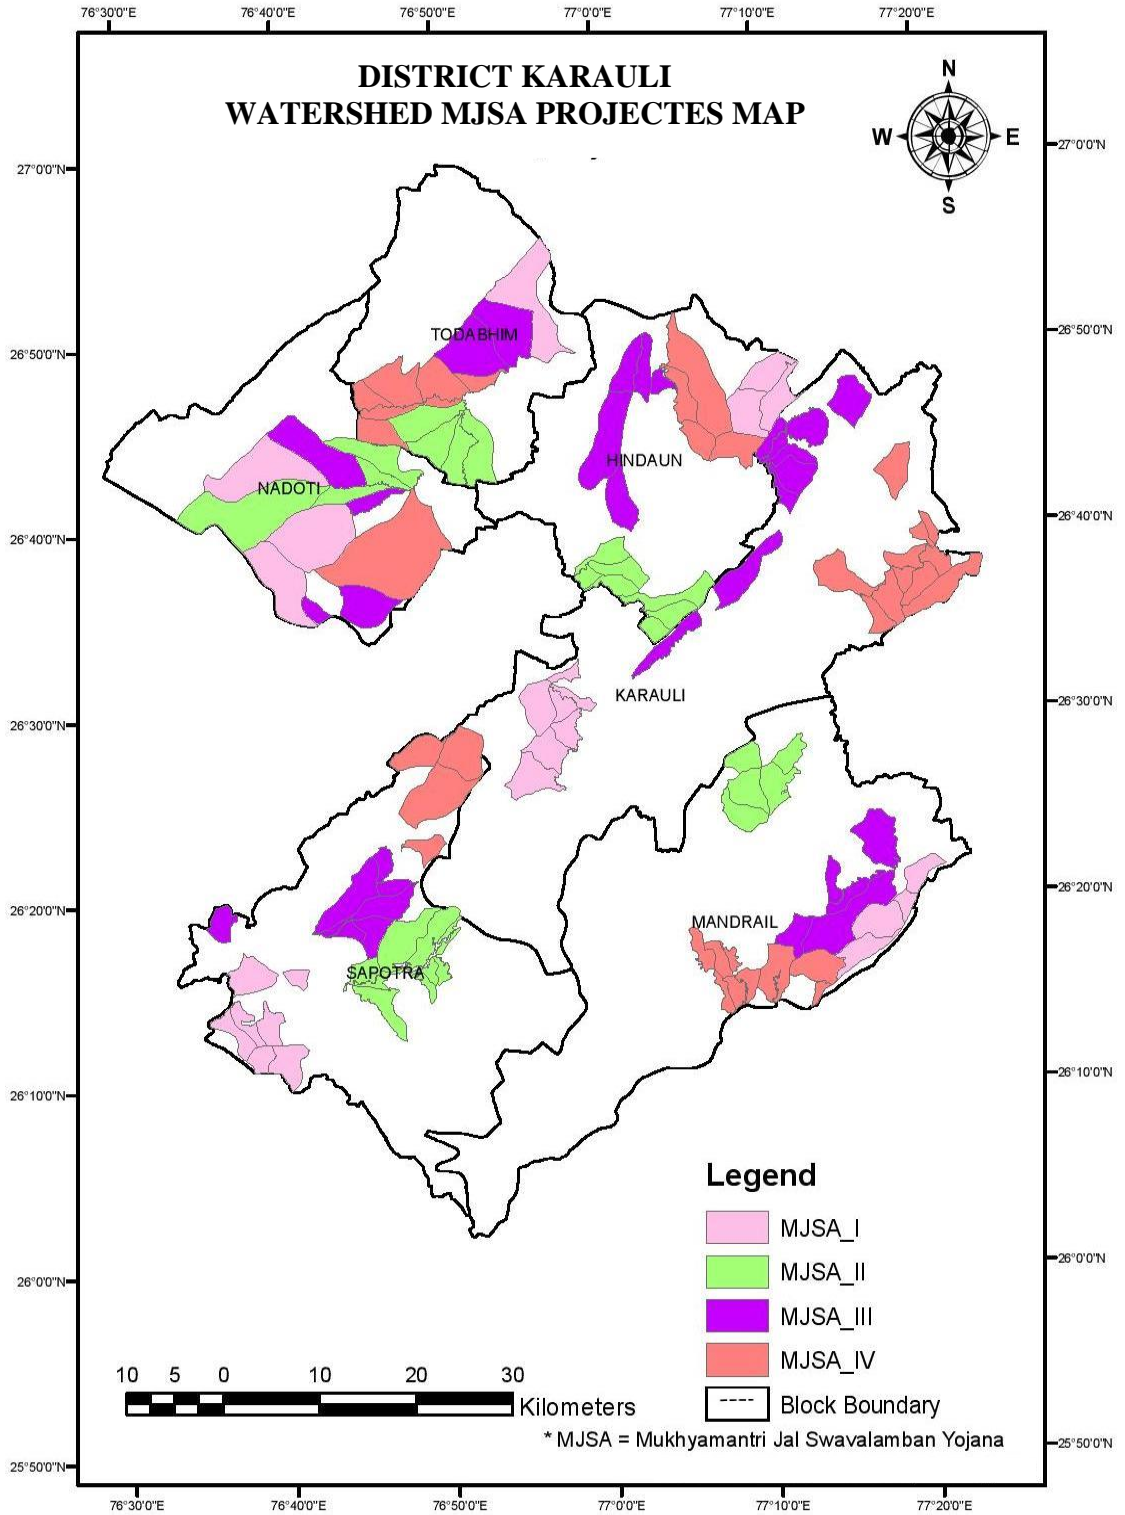 76°30'0"E 76°40'0"E 76°50'0"E 77°0'0"E 77°10'0"E 77°20'0"E
DISTRICT KARAULI
WATERSHED MJSA PROJECTES MAP
N
W E
S
27°0'0"N
27°0'0"N
26°50'0"N
26°50'0"N
TODABHIM
HINDAUN
NADOTI
26°40'0"N
26°40'0"N
KARAULI
26°30'0"N
26°30'0"N
26°20'0"N
26°20'0"N
MANDRAIL
SAPOTRA
26°10'0"N
26°10'0"N
Legend
MJSA_I
26°0'0"N
MJSA_II
26°0'0"N
MJSA_III
MJSA_IV
10 5 0 10 20 30
Kilometers
Block Boundary
* MJSA = Mukhyamantri Jal Swavalamban Yojana
25°50'0"N
25°50'0"N
76°30'0"E 76°40'0"E 76°50'0"E 77°0'0"E 77°10'0"E 77°20'0"E